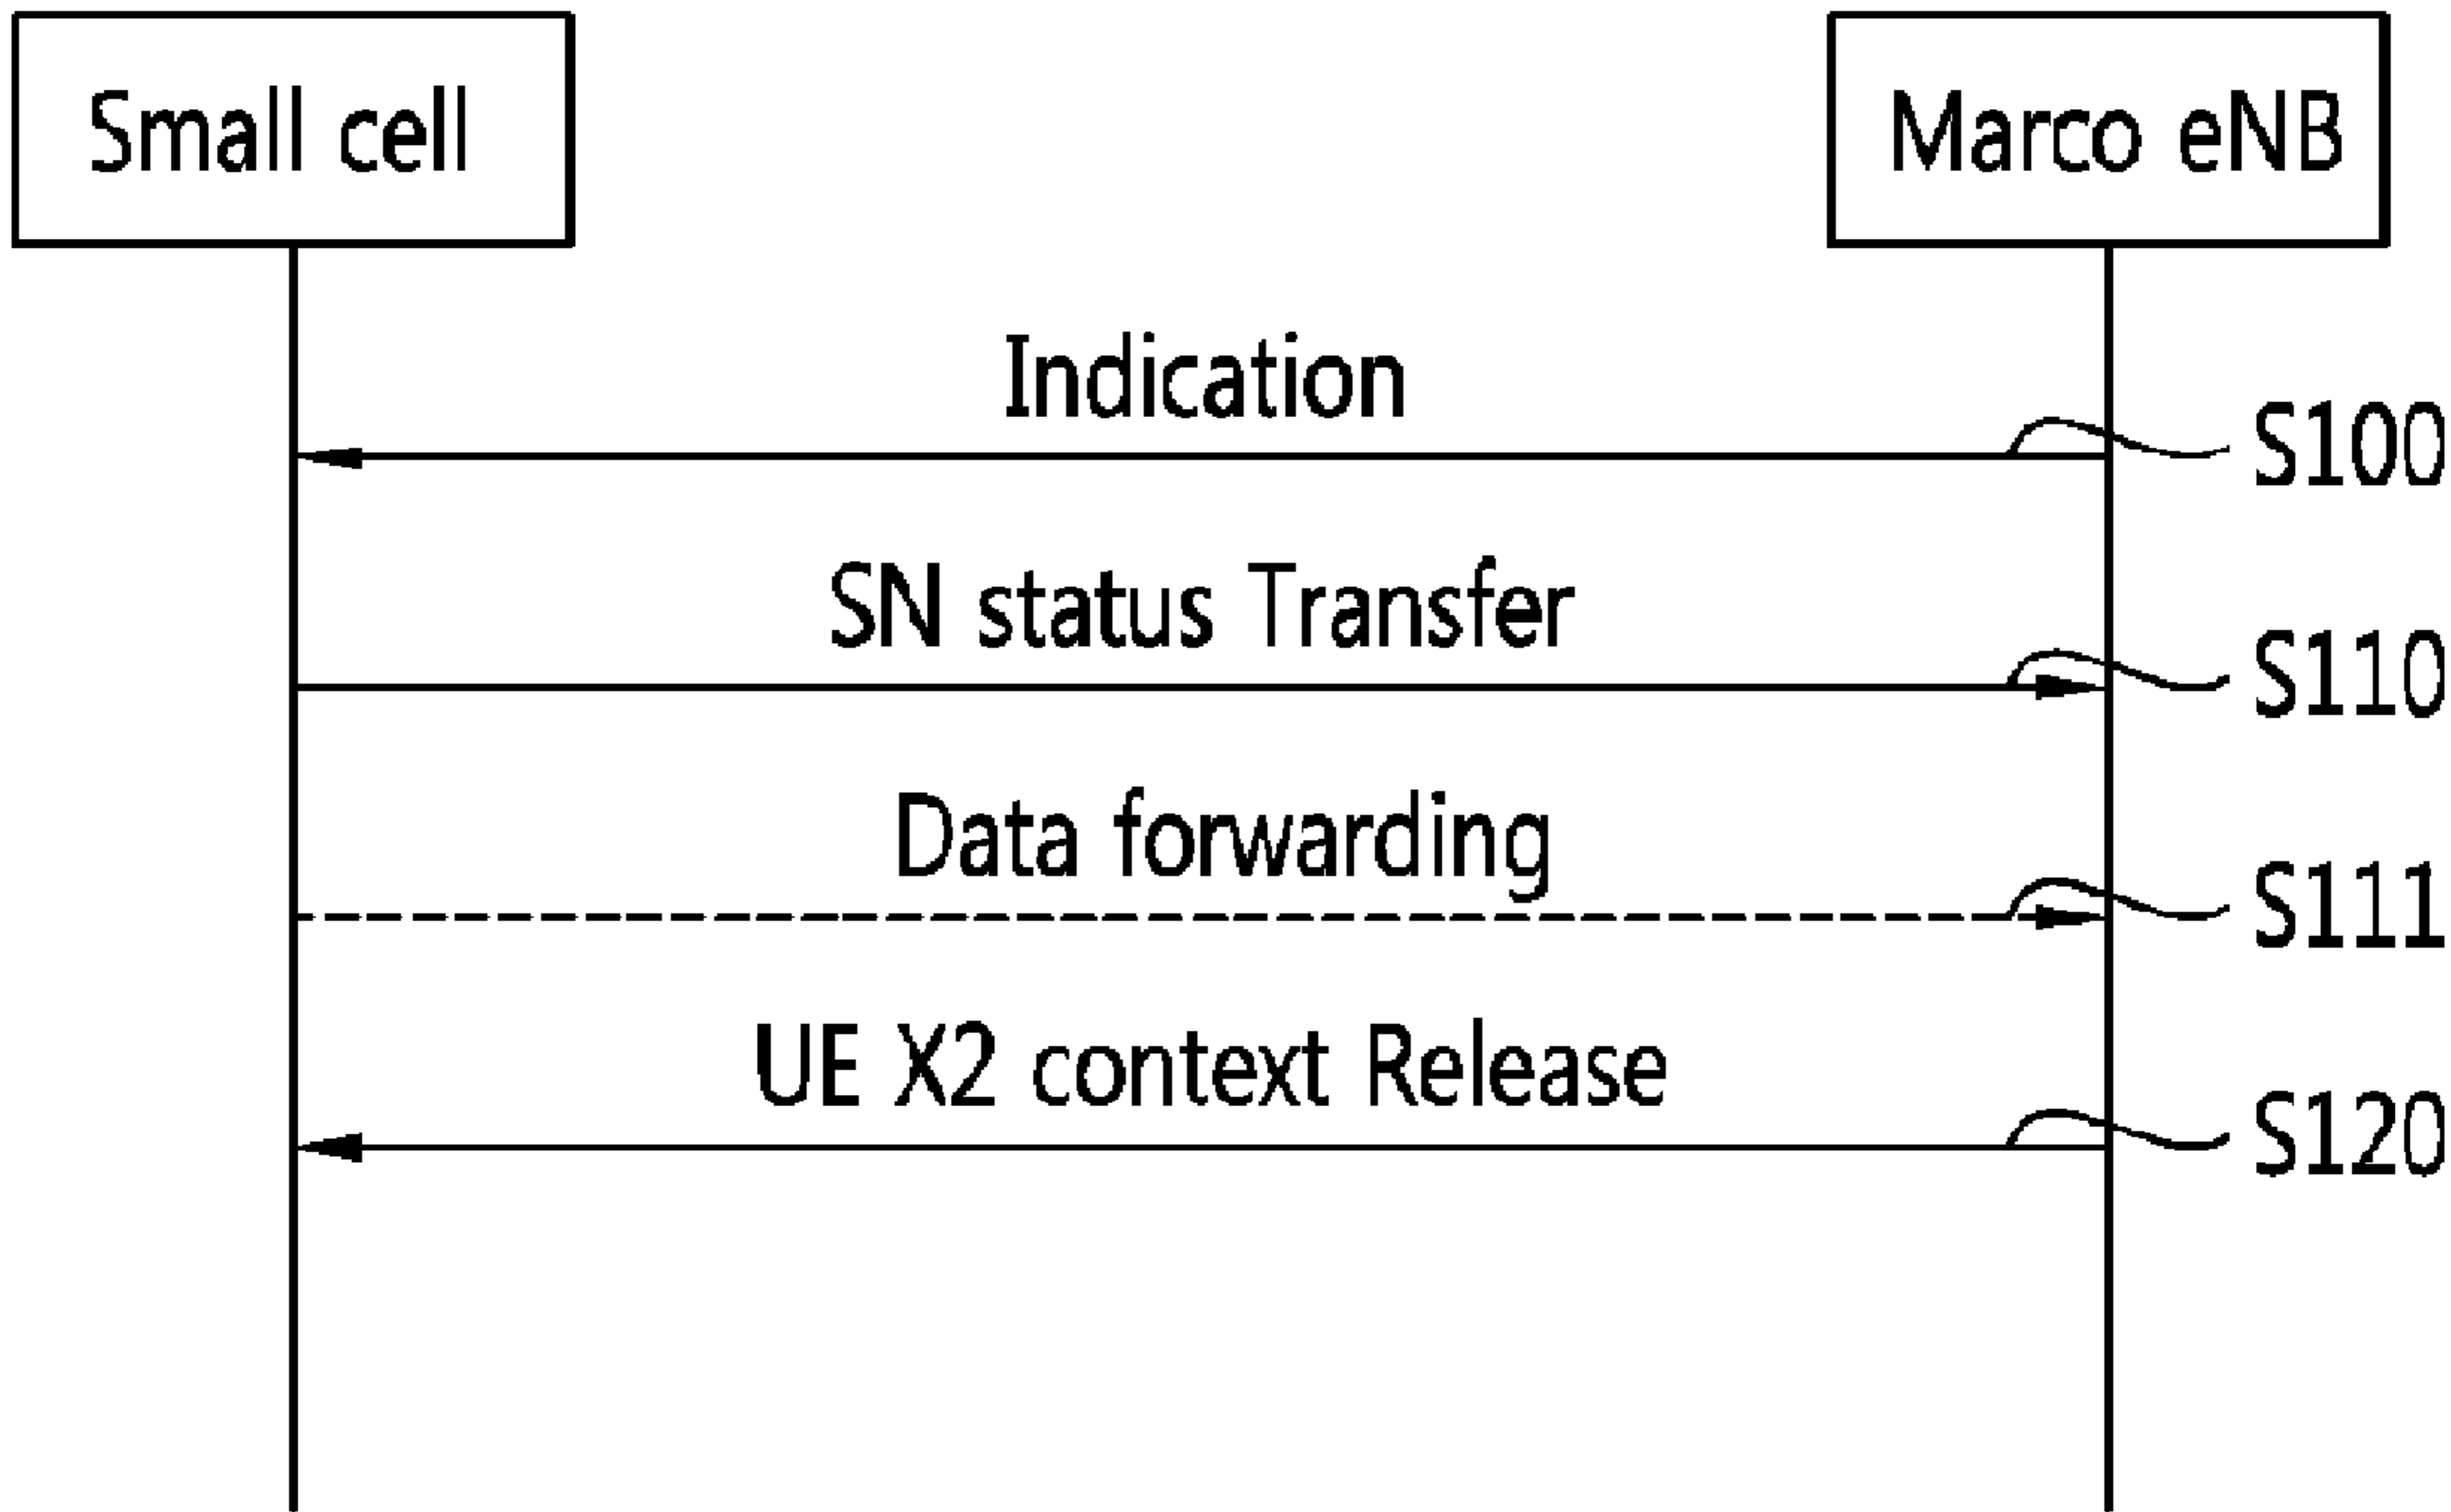 Small cell
Marco eNB
Indication
S100
SN status Transfer
S110
Data forwarding
S111
UE X2 context Release
S120